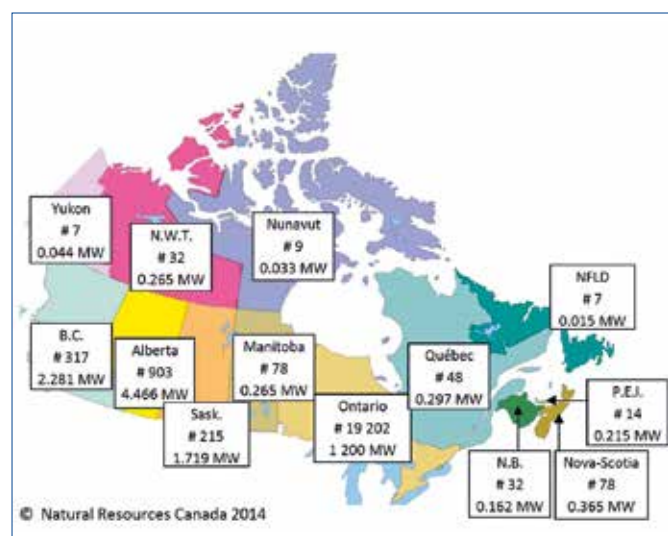 Yukon
# 7
0.044 MW
N.W.T.
# 32
0.265 MW
Nunavut
# 9
0.033 MW
NFLD
# 7
0.015 MW
B.C.
# 317
2.281 MW
Alberta
# 903
4.466 MW
Sask.
# 215
1.719 MW
Manitoba
# 78
0.265 MW
Ontario
# 19 202
1 200 MW
Québec
# 48
0.297 MW
P.E.I.
# 14
0.215 MW
N.B.
# 32
0.162 MW
Nova-Scotia
# 78
0.365 MW
© Natural Resources Canada 2014